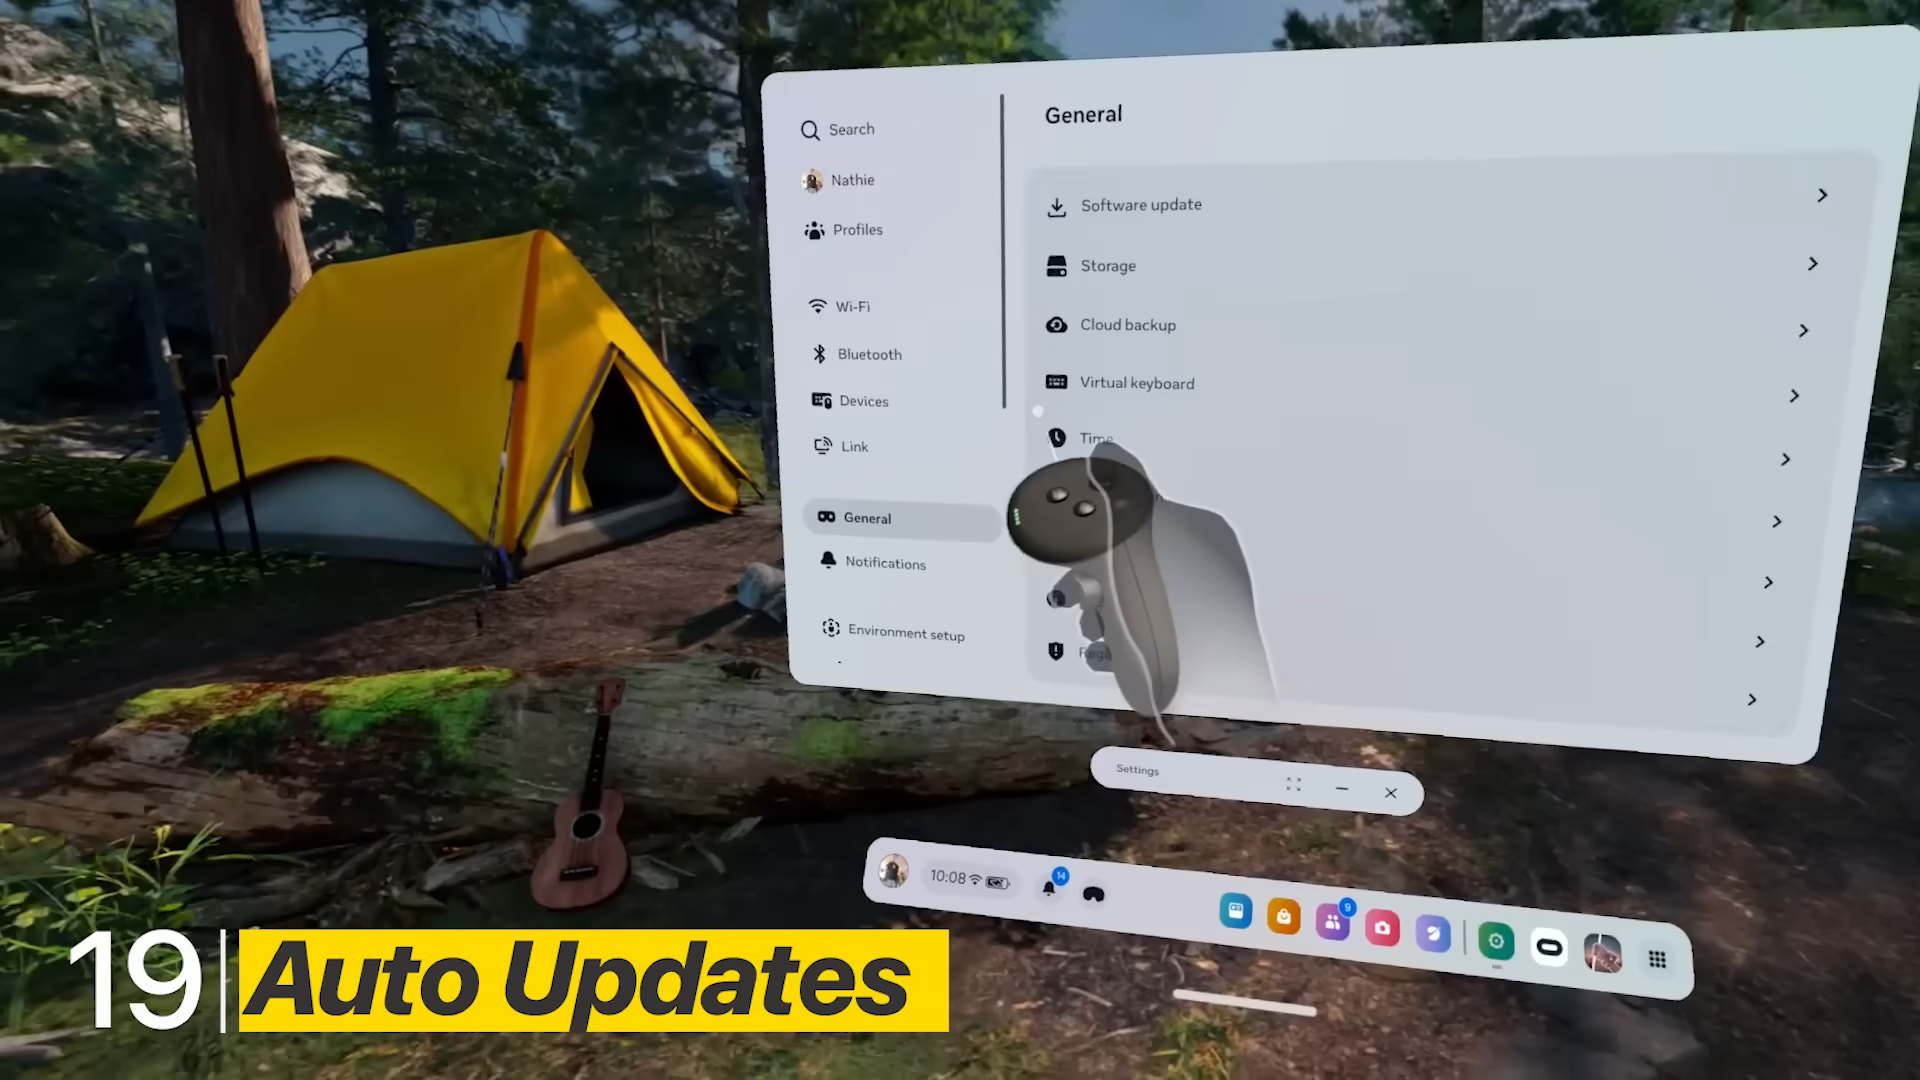 Search
Nathie
Profiles
Wi-Fi
Bluetooth
Devices
Link
General
Notifications
Environment setup
General
Software update
Storage
Cloud backup
Virtual keyboard
Time
Settings
10:08
14
9
19
Auto Updates